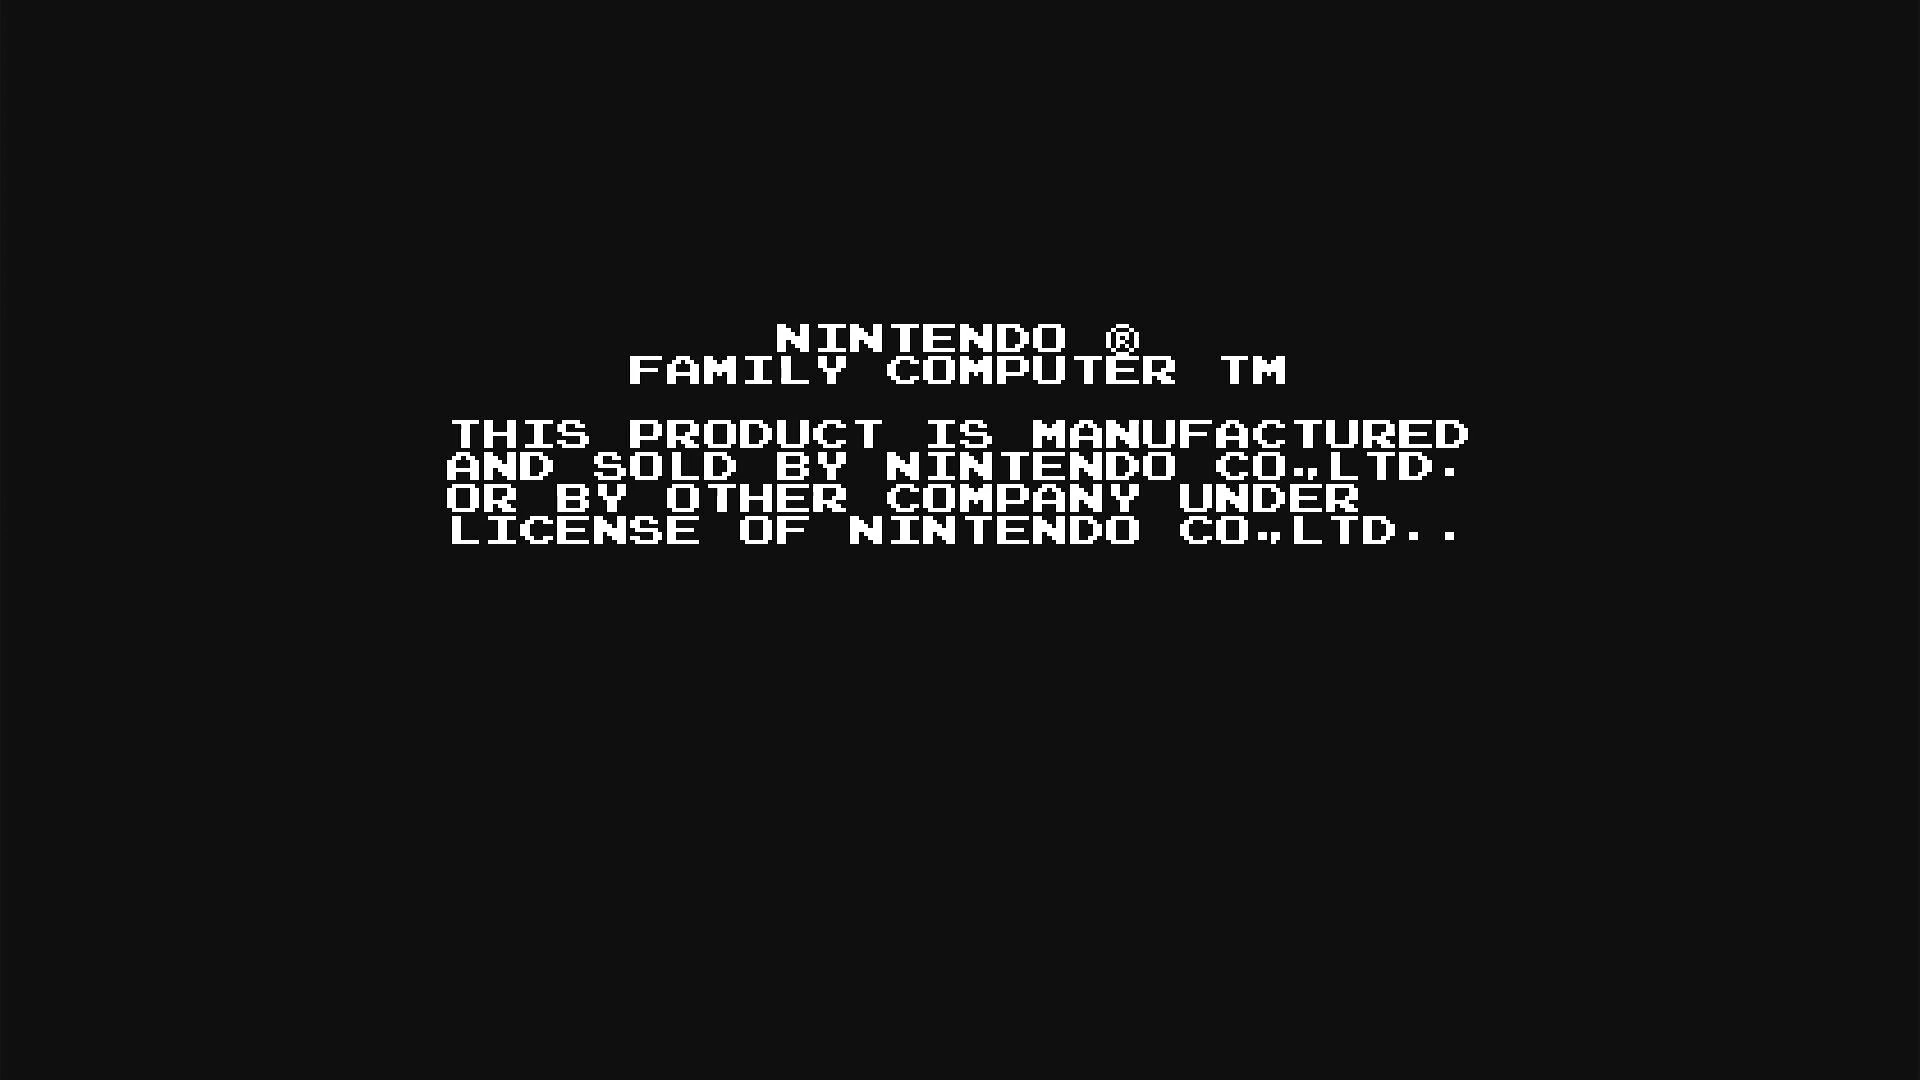 NINTENDO ®
FAMILY COMPUTER TM
THIS PRODUCT IS MANUFACTURED
AND SOLD BY NINTENDO CO.,LTD.
OR BY OTHER COMPANY UNDER
LICENSE OF NINTENDO CO.,LTD..